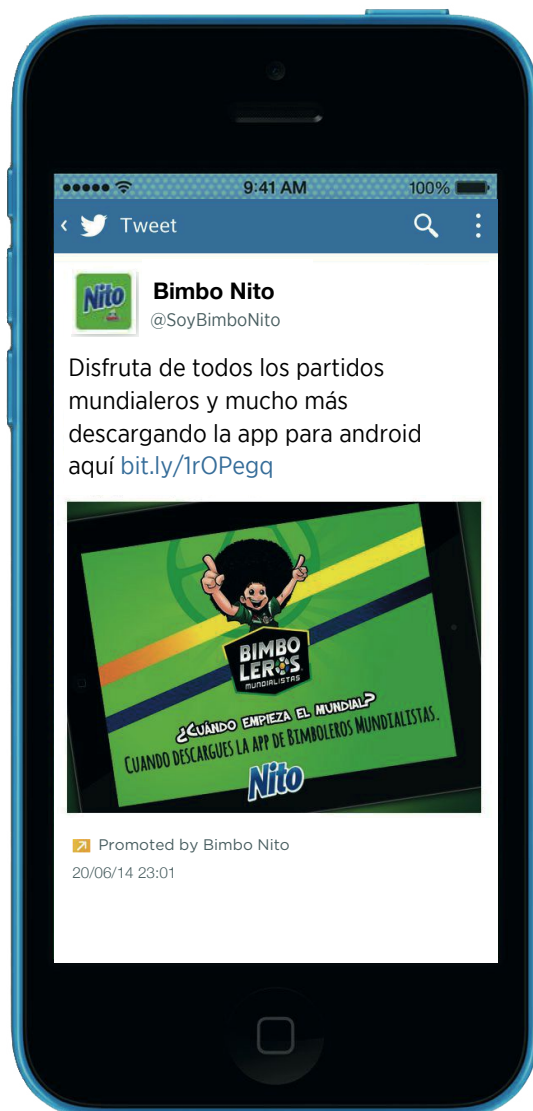 9:41 AM 100%
Tweet
Nito Bimbo Nito
@SoyBimboNito
Disfruta de todos los partidos
mundialeros y mucho más
descargando la app para android
aquí bit.ly/1rOPegq
BIMBO
LEROS
MUNDIALISTAS
¿CUÁNDO EMPIEZA EL MUNDIAL?
CUANDO DESCARGUES LA APP DE BIMBOLEROS MUNDIALISTAS.
Nito
Promoted by Bimbo Nito
20/06/14 23:01